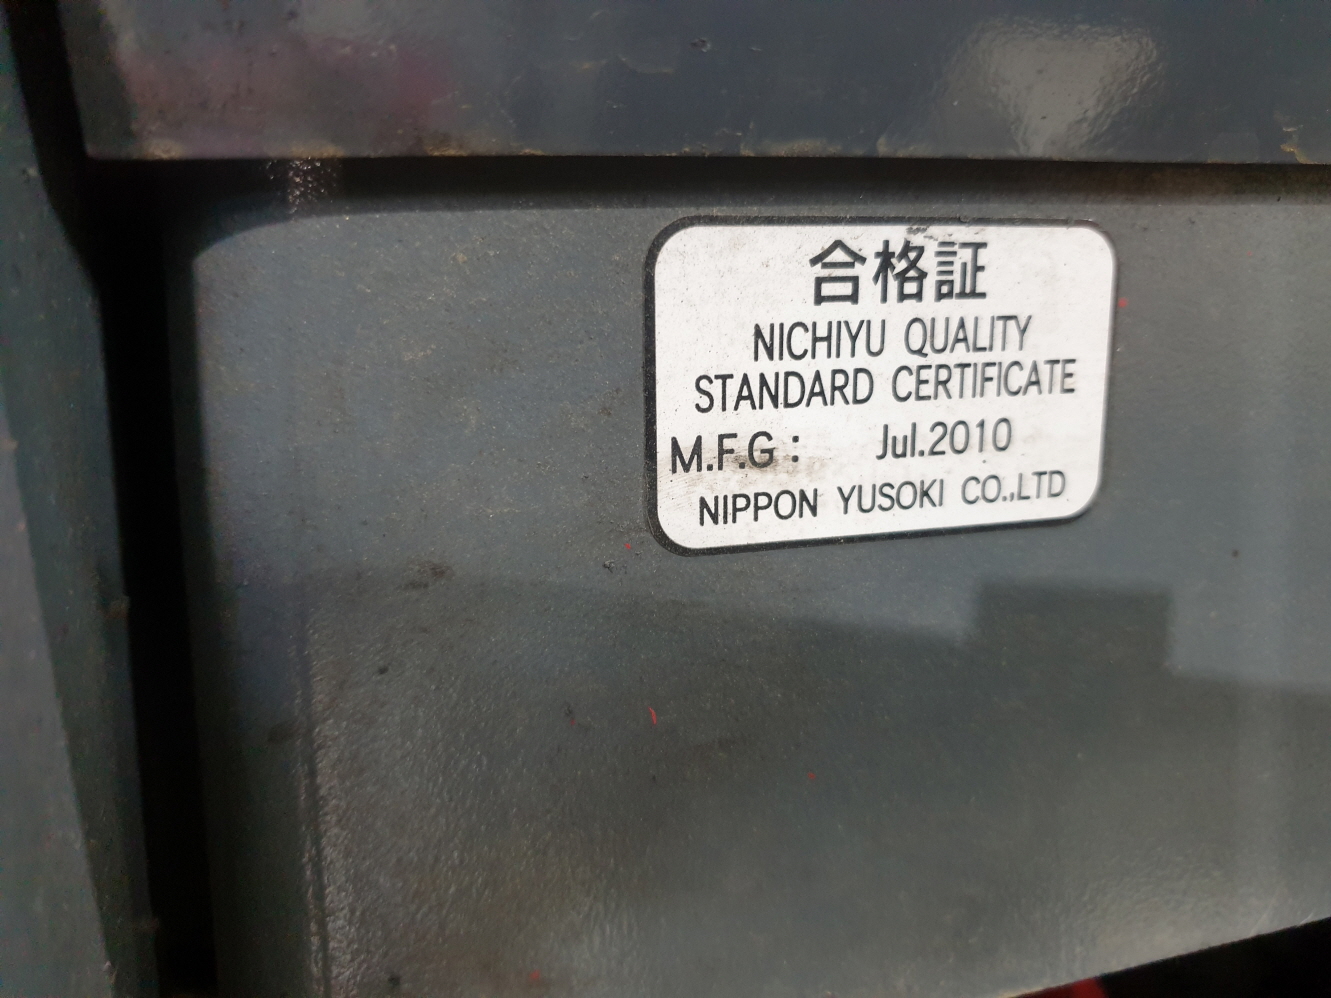 合格証
NICHIYU QUALITY
STANDARD CERTIFICATE
M.F.G : Jul.2010
NIPPON YUSOKI CO.,LTD